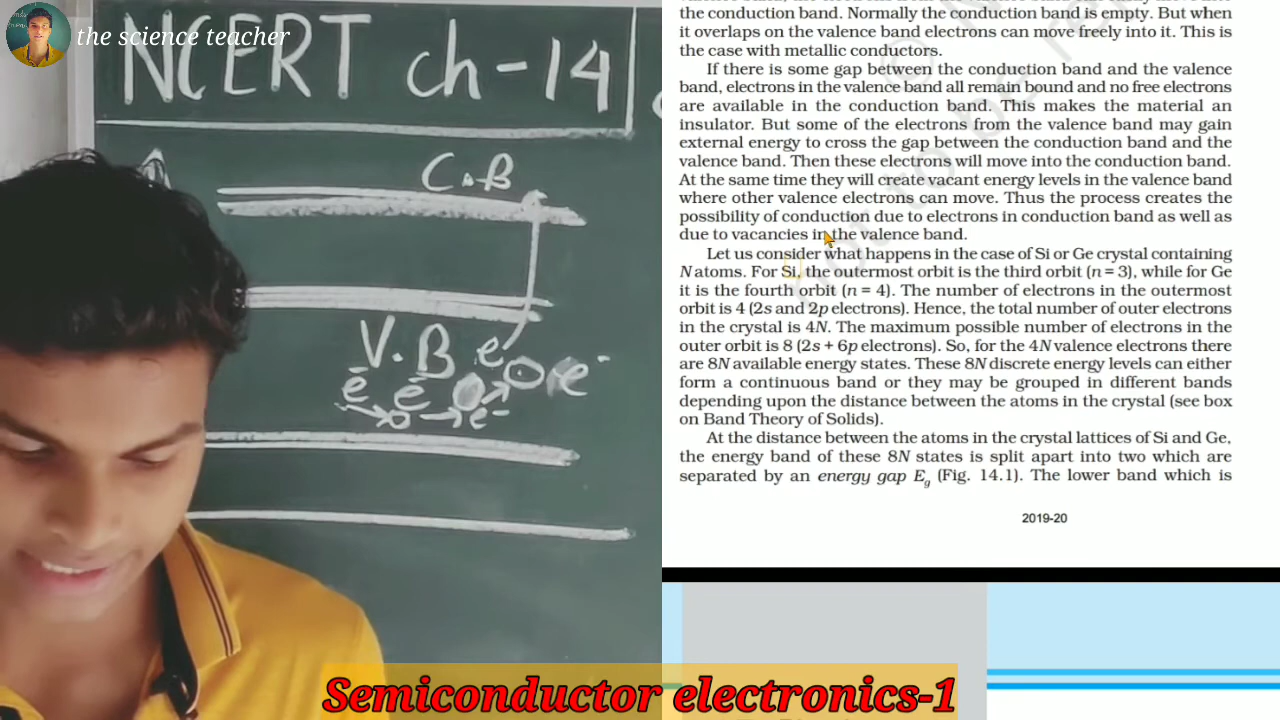 the science teacher
NCERT ch-14
C.B
V.B e
e⁻
e e
e⁻
the conduction band. Normally the conduction band is empty. But when
it overlaps on the valence band electrons can move freely into it. This is
the case with metallic conductors.
If there is some gap between the conduction band and the valence
band, electrons in the valence band all remain bound and no free electrons
are available in the conduction band. This makes the material an
insulator. But some of the electrons from the valence band may gain
external energy to cross the gap between the conduction band and the
valence band. Then these electrons will move into the conduction band.
At the same time they will create vacant energy levels in the valence band
where other valence electrons can move. Thus the process creates the
possibility of conduction due to electrons in conduction band as well as
due to vacancies in the valence band.
Let us consider what happens in the case of Si or Ge crystal containing
N atoms. For Si, the outermost orbit is the third orbit (n = 3), while for Ge
it is the fourth orbit (n = 4). The number of electrons in the outermost
orbit is 4 (2s and 2p electrons). Hence, the total number of outer electrons
in the crystal is 4N. The maximum possible number of electrons in the
outer orbit is 8 (2s + 6p electrons). So, for the 4N valence electrons there
are 8N available energy states. These 8N discrete energy levels can either
form a continuous band or they may be grouped in different bands
depending upon the distance between the atoms in the crystal (see box
on Band Theory of Solids).
At the distance between the atoms in the crystal lattices of Si and Ge,
the energy band of these 8N states is split apart into two which are
separated by an energy gap E<sub>g</sub> (Fig. 14.1). The lower band which is
2019-20
Semiconductor electronics-1